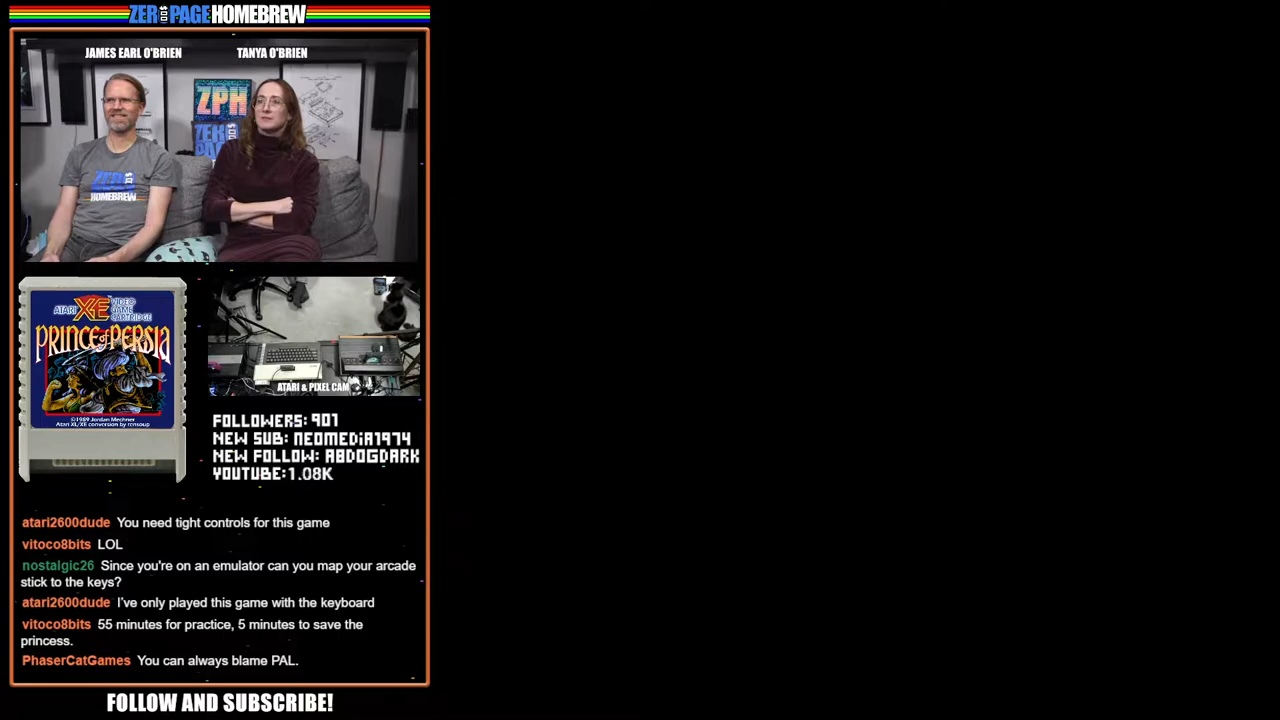 ZERO PAGE HOMEBREW
JAMES EARL O'BRIEN
TANYA O'BRIEN
ZPH
HOMEBREW
ATARI XE VIDEO GAME CARTRIDGE
PRINCE of PERSIA
©1989 Jordan Mechner
Atari XL/XE conversion by rensoup
ATARI & PIXEL CAM
FOLLOWERS: 901
NEW SUB: NEOMEDIA1974
NEW FOLLOW: ABDOGDARK
YOUTUBE:1.08K
atari2600dude You need tight controls for this game
vitoco8bits LOL
nostalgic26 Since you're on an emulator can you map your arcade
stick to the keys?
atari2600dude I've only played this game with the keyboard
vitoco8bits 55 minutes for practice, 5 minutes to save the
princess.
PhaserCatGames You can always blame PAL.
FOLLOW AND SUBSCRIBE!